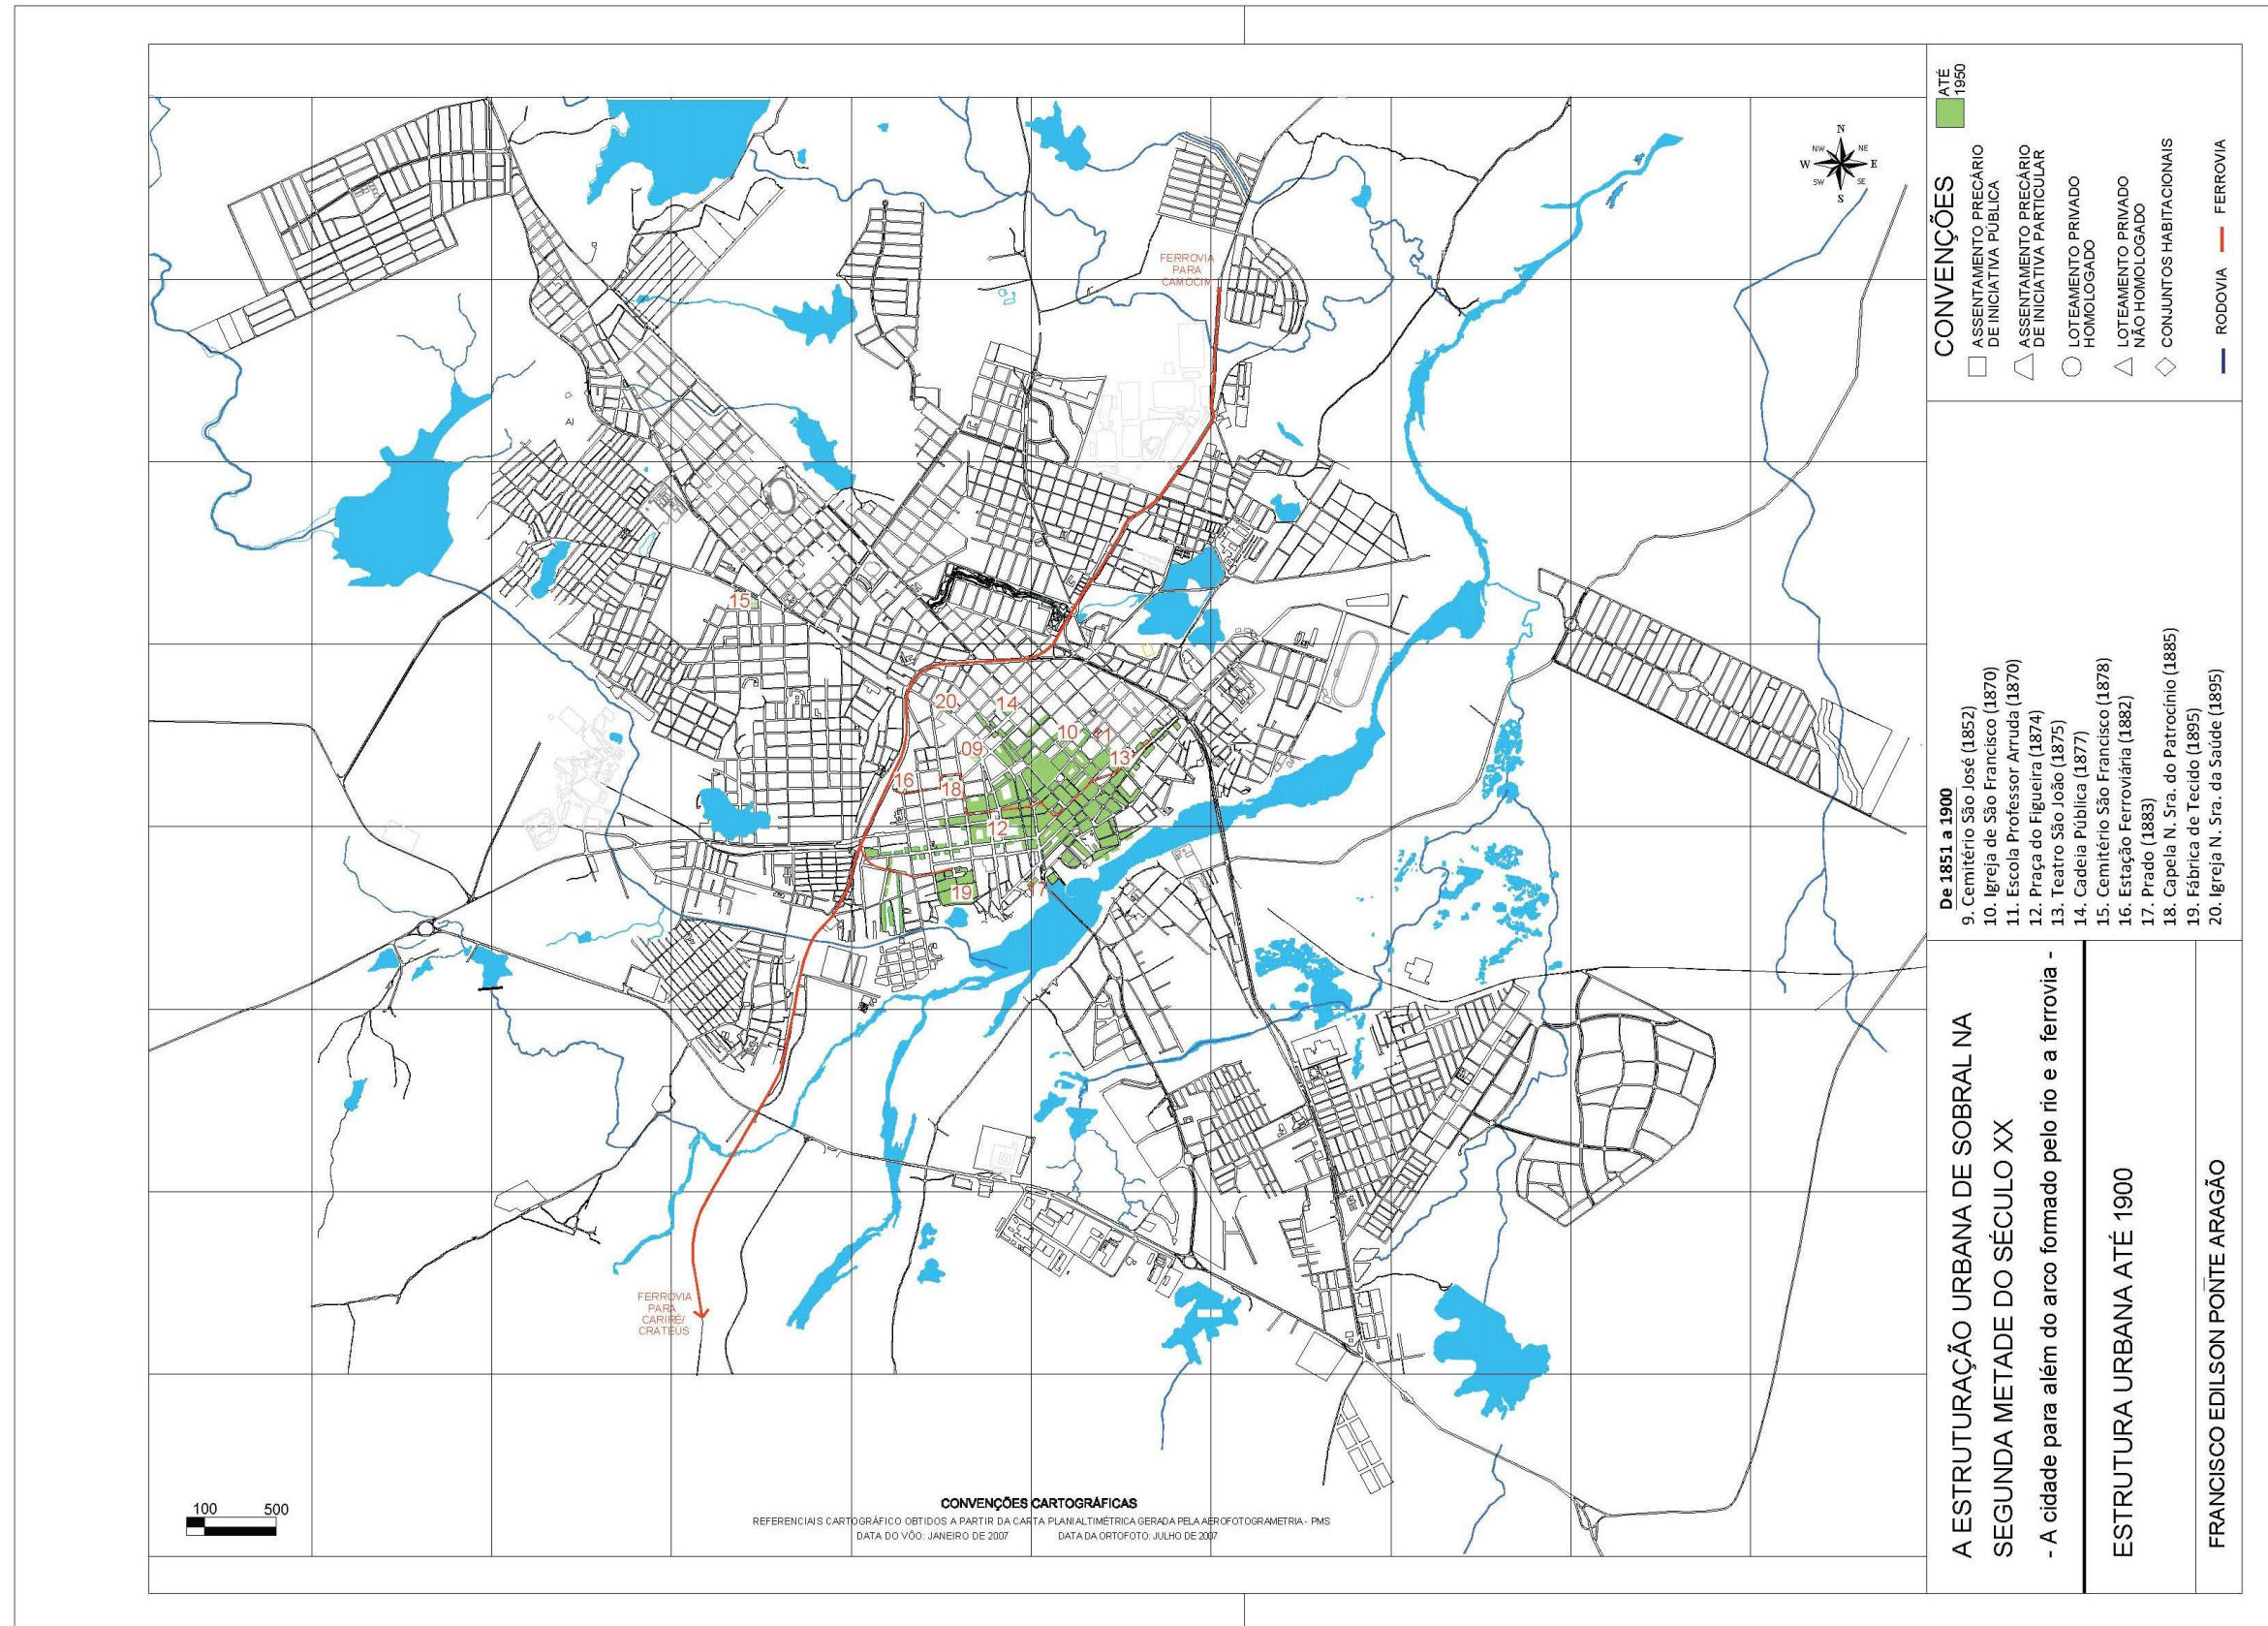 FERROVIA
PARA
CAMOCIM
N
NW
NE
W
E
SW
SE
S
AI
15
20
14
10
11
09
13
16
18
12
19
17
FERROVIA
PARA
CARIRÉ/
CRATEÚS
100 500
CONVENÇÕES CARTOGRÁFICAS
REFERENCIAIS CARTOGRÁFICO OBTIDOS A PARTIR DA CARTA PLANIALTIMÉTRICA GERADA PELA AEROFOTOGRAMETRIA - PMS
DATA DO VÔO: JANEIRO DE 2007 DATA DA ORTOFOTO: JULHO DE 2007
CONVENÇÕES
ATÉ
1950
ASSENTAMENTO PRECÁRIO
DE INICIATIVA PÚBLICA
ASSENTAMENTO PRECÁRIO
DE INICIATIVA PARTICULAR
LOTEAMENTO PRIVADO
HOMOLOGADO
LOTEAMENTO PRIVADO
NÃO HOMOLOGADO
CONJUNTOS HABITACIONAIS
RODOVIA
FERROVIA
De 1851 a 1900
9. Cemitério São José (1852)
10. Igreja de São Francisco (1870)
11. Escola Professor Arruda (1870)
12. Praça do Figueira (1874)
13. Teatro São João (1875)
14. Cadeia Pública (1877)
15. Cemitério São Francisco (1878)
16. Estação Ferroviária (1882)
17. Prado (1883)
18. Capela N. Sra. do Patrocínio (1885)
19. Fábrica de Tecido (1895)
20. Igreja N. Sra. da Saúde (1895)
A ESTRUTURAÇÃO URBANA DE SOBRAL NA
SEGUNDA METADE DO SÉCULO XX
- A cidade para além do arco formado pelo rio e a ferrovia -
ESTRUTURA URBANA ATÉ 1900
FRANCISCO EDILSON PONTE ARAGÃO